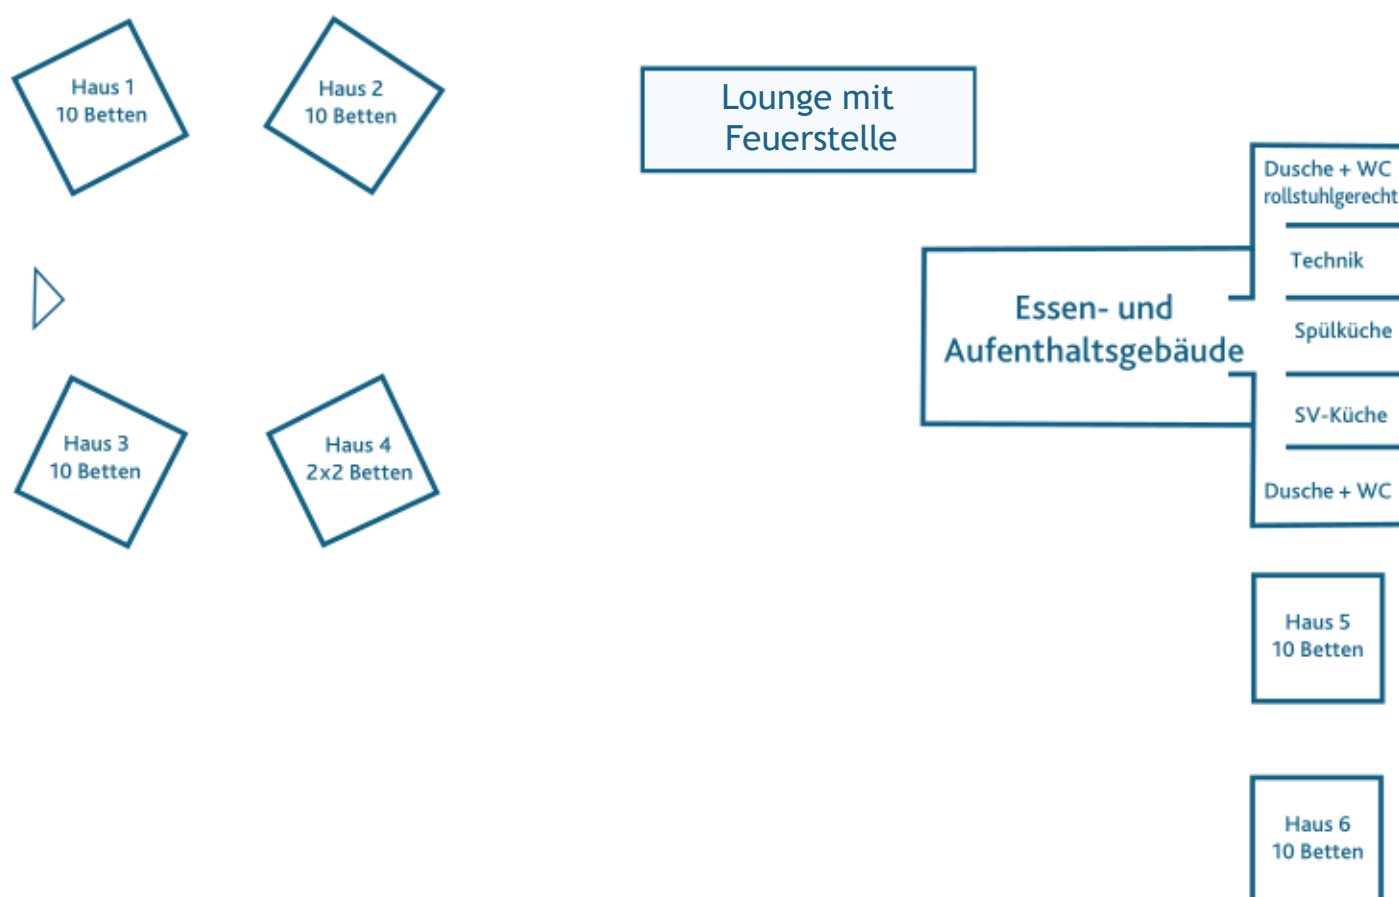 Haus 1
10 Betten
Haus 2
10 Betten
Lounge mit
Feuerstelle
Dusche + WC
rollstuhlgerecht
Technik
Essen- und
Aufenthaltsgebäude
Spülküche
SV-Küche
Dusche + WC
Haus 3
10 Betten
Haus 4
2x2 Betten
Haus 5
10 Betten
Haus 6
10 Betten